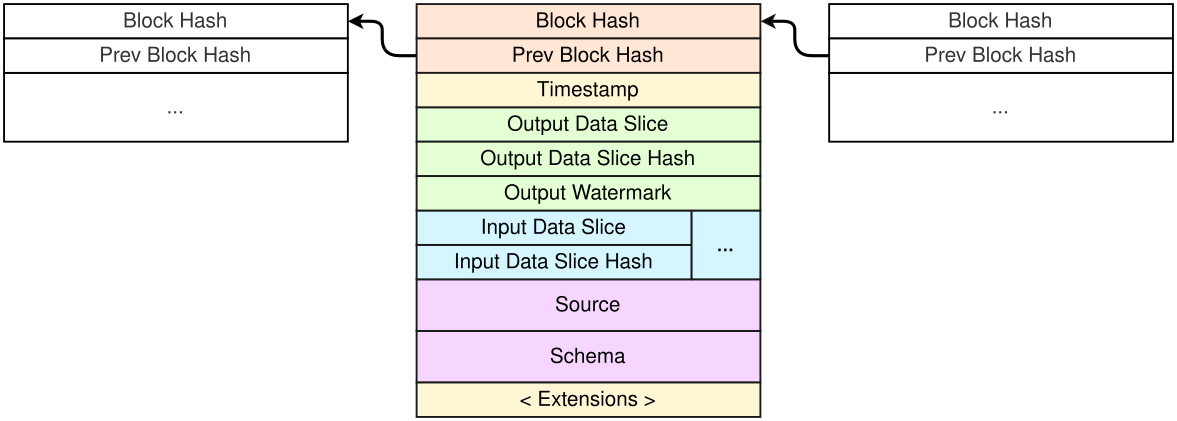 Block Hash
Prev Block Hash
...
Block Hash
Prev Block Hash
Timestamp
Output Data Slice
Output Data Slice Hash
Output Watermark
Input Data Slice
Input Data Slice Hash
...
Source
Schema
< Extensions >
Block Hash
Prev Block Hash
...